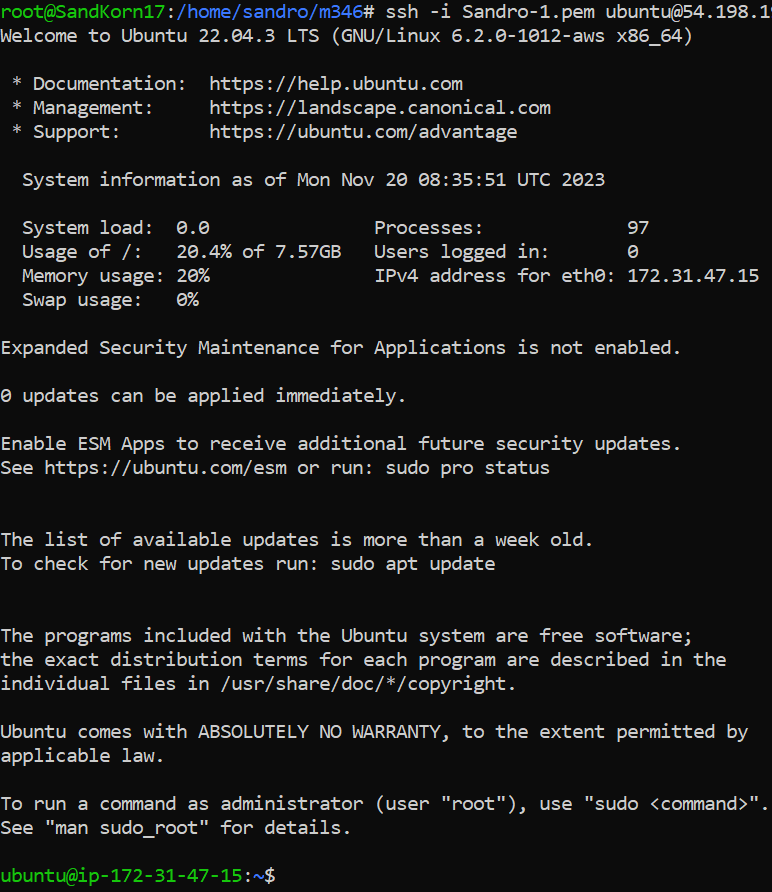 root@SandKorn17:/home/sandro/m346# ssh -i Sandro-1.pem ubuntu@54.198.19
Welcome to Ubuntu 22.04.3 LTS (GNU/Linux 6.2.0-1012-aws x86_64)
* Documentation:  https://help.ubuntu.com
* Management:     https://landscape.canonical.com
* Support:        https://ubuntu.com/advantage
System information as of Mon Nov 20 08:35:51 UTC 2023
System load:  0.0               Processes:             97
Usage of /:   20.4% of 7.57GB   Users logged in:       0
Memory usage: 20%               IPv4 address for eth0: 172.31.47.15
Swap usage:   0%
Expanded Security Maintenance for Applications is not enabled.
0 updates can be applied immediately.
Enable ESM Apps to receive additional future security updates.
See https://ubuntu.com/esm or run: sudo pro status
The list of available updates is more than a week old.
To check for new updates run: sudo apt update
The programs included with the Ubuntu system are free software;
the exact distribution terms for each program are described in the
individual files in /usr/share/doc/*/copyright.
Ubuntu comes with ABSOLUTELY NO WARRANTY, to the extent permitted by
applicable law.
To run a command as administrator (user "root"), use "sudo <command>".
See "man sudo_root" for details.
ubuntu@ip-172-31-47-15:~$